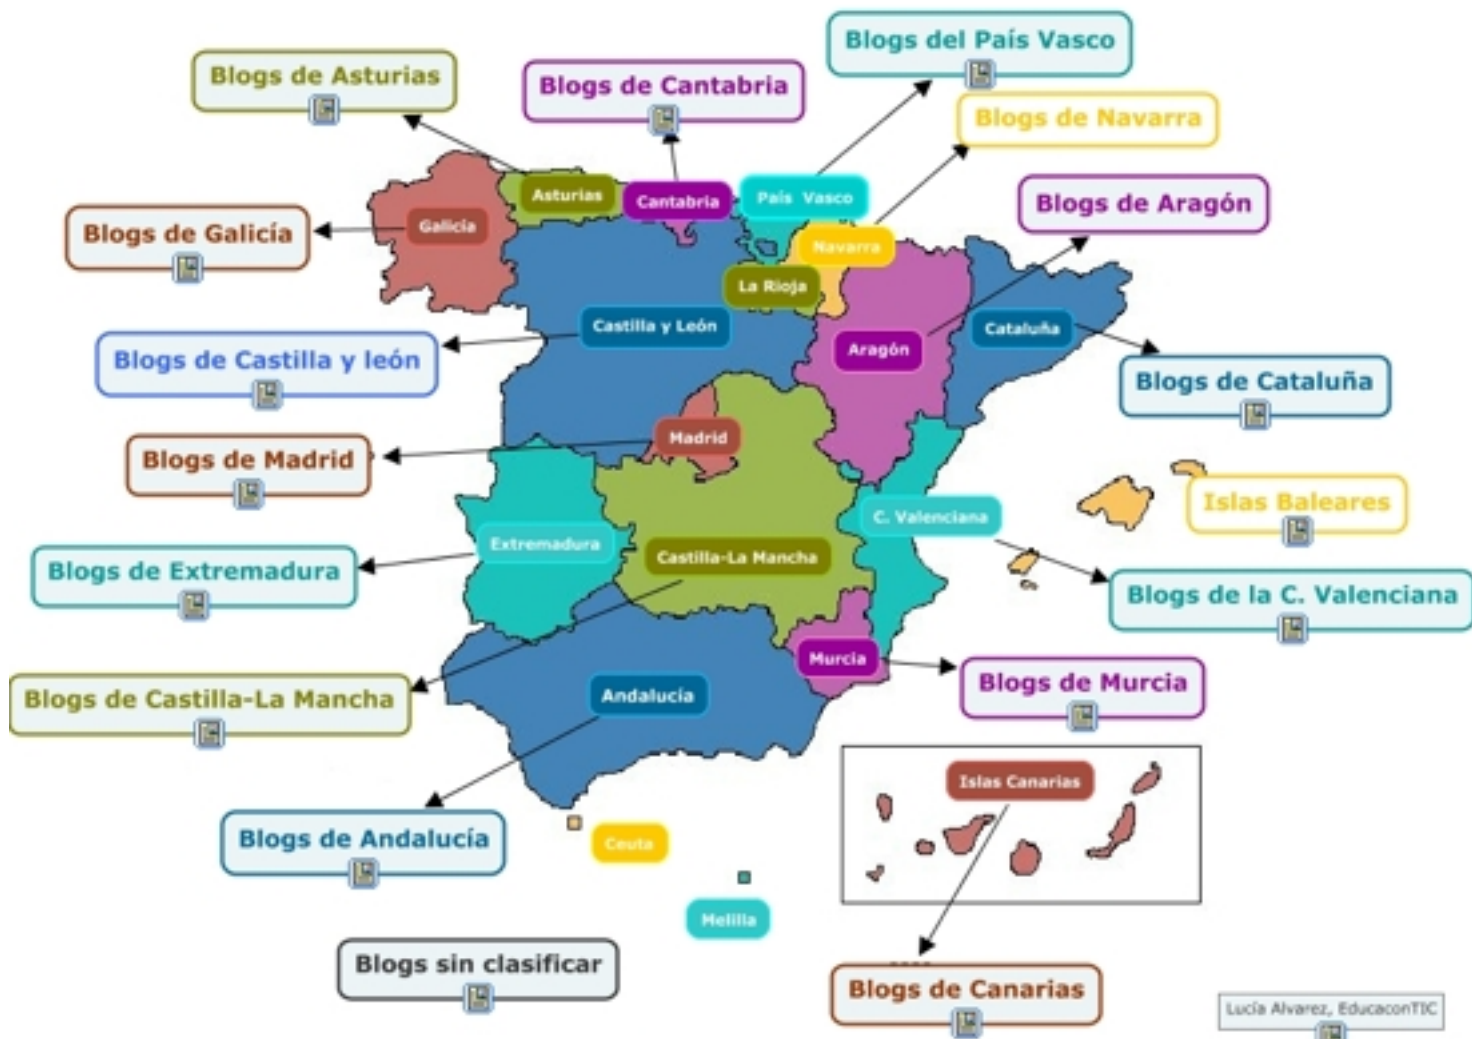 Blogs del País Vasco
Blogs de Asturias
Blogs de Cantabria
Blogs de Navarra
Asturias
Cantabria
País Vasco
Blogs de Aragón
Galicia
Blogs de Galicía
Navarra
La Rioja
Castilla y León
Cataluña
Aragón
Blogs de Castilla y león
Blogs de Cataluña
Madrid
Blogs de Madrid
Islas Baleares
C. Valenciana
Extremadura
Castilla-La Mancha
Blogs de Extremadura
Blogs de la C. Valenciana
Murcia
Blogs de Murcia
Blogs de Castilla-La Mancha
Andalucía
Islas Canarias
Blogs de Andalucía
Ceuta
Melilla
Blogs sin clasificar
Blogs de Canarias
Lucía Alvarez, EducaconTIC